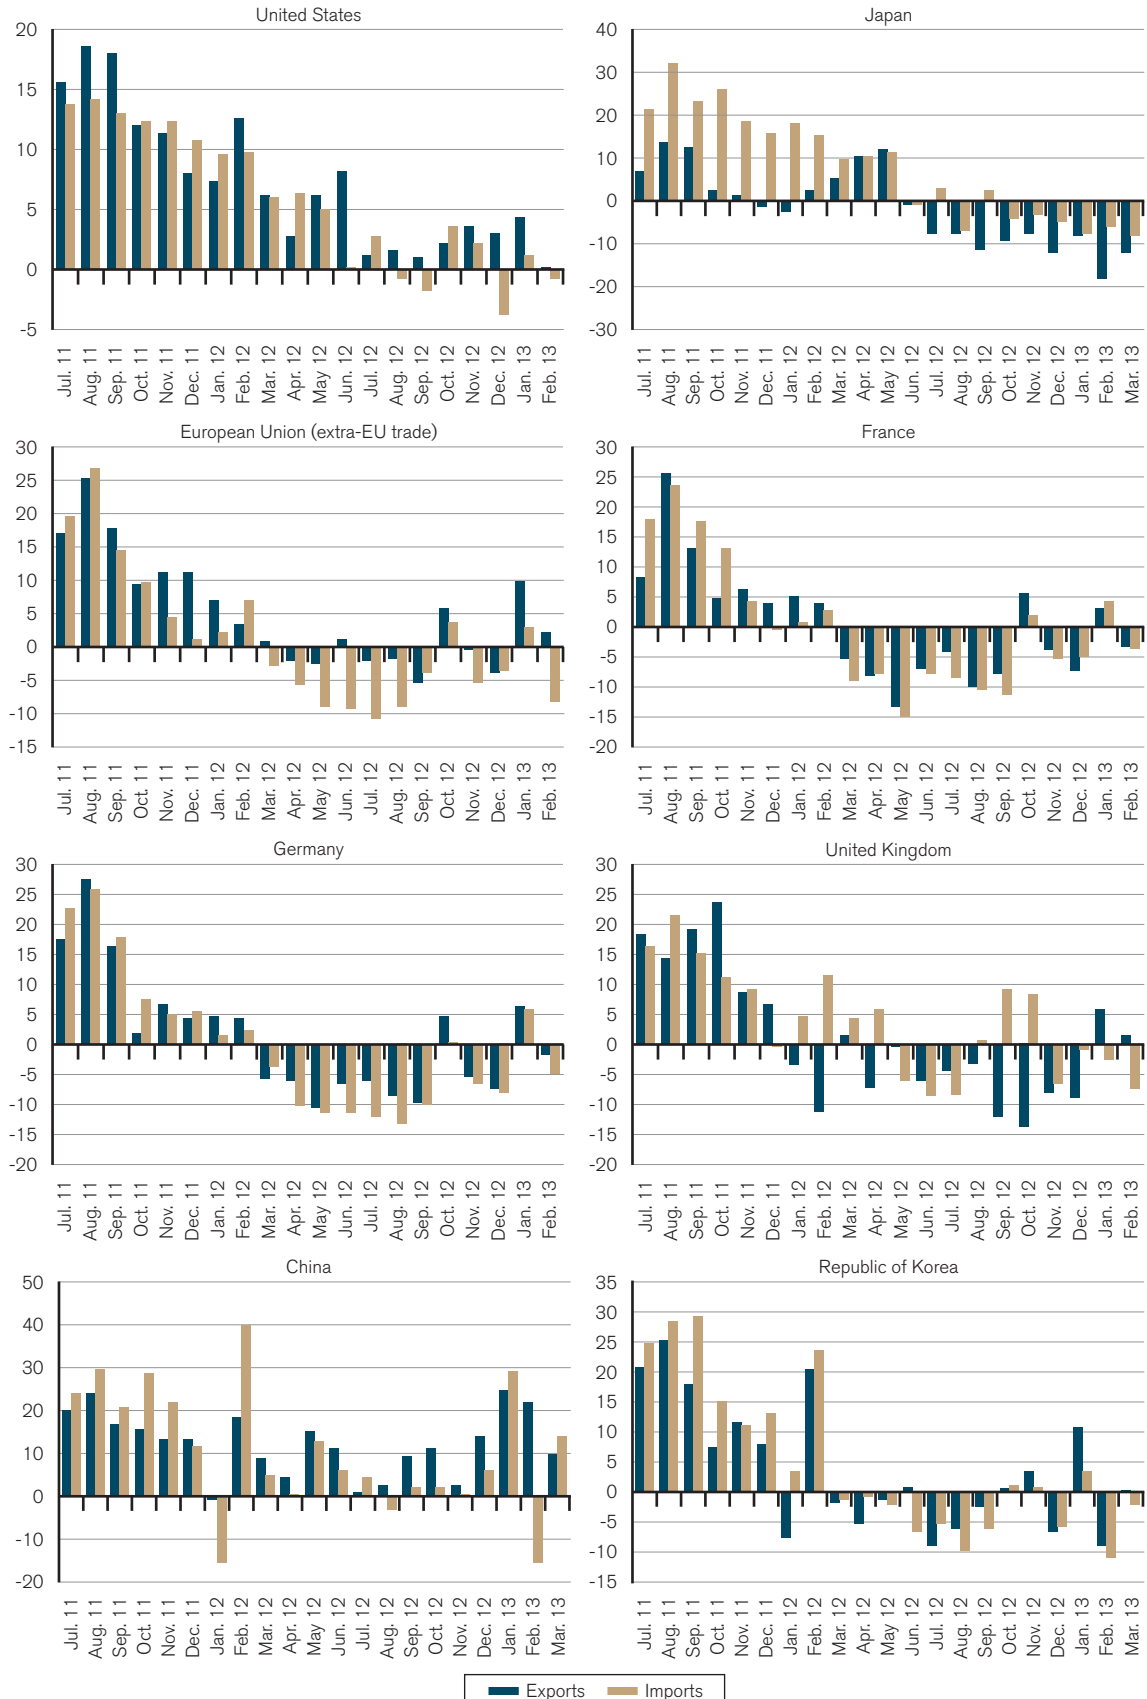 United States
20
15
10
5
0
-5
Jul. 11
Aug. 11
Sep. 11
Oct. 11
Nov. 11
Dec. 11
Jan. 12
Feb. 12
Mar. 12
Apr. 12
May 12
Jun. 12
Jul. 12
Aug. 12
Sep. 12
Oct. 12
Nov. 12
Dec. 12
Jan. 13
Feb. 13
Japan
40
30
20
10
0
-10
-20
-30
Jul. 11
Aug. 11
Sep. 11
Oct. 11
Nov. 11
Dec. 11
Jan. 12
Feb. 12
Mar. 12
Apr. 12
May 12
Jun. 12
Jul. 12
Aug. 12
Sep. 12
Oct. 12
Nov. 12
Dec. 12
Jan. 13
Feb. 13
Mar. 13
European Union (extra-EU trade)
30
25
20
15
10
5
0
-5
-10
-15
Jul. 11
Aug. 11
Sep. 11
Oct. 11
Nov. 11
Dec. 11
Jan. 12
Feb. 12
Mar. 12
Apr. 12
May 12
Jun. 12
Jul. 12
Aug. 12
Sep. 12
Oct. 12
Nov. 12
Dec. 12
Jan. 13
Feb. 13
France
30
25
20
15
10
5
0
-5
-10
-15
-20
Jul. 11
Aug. 11
Sep. 11
Oct. 11
Nov. 11
Dec. 11
Jan. 12
Feb. 12
Mar. 12
Apr. 12
May 12
Jun. 12
Jul. 12
Aug. 12
Sep. 12
Oct. 12
Nov. 12
Dec. 12
Jan. 13
Feb. 13
Germany
30
25
20
15
10
5
0
-5
-10
-15
-20
Jul. 11
Aug. 11
Sep. 11
Oct. 11
Nov. 11
Dec. 11
Jan. 12
Feb. 12
Mar. 12
Apr. 12
May 12
Jun. 12
Jul. 12
Aug. 12
Sep. 12
Oct. 12
Nov. 12
Dec. 12
Jan. 13
Feb. 13
United Kingdom
30
25
20
15
10
5
0
-5
-10
-15
-20
Jul. 11
Aug. 11
Sep. 11
Oct. 11
Nov. 11
Dec. 11
Jan. 12
Feb. 12
Mar. 12
Apr. 12
May 12
Jun. 12
Jul. 12
Aug. 12
Sep. 12
Oct. 12
Nov. 12
Dec. 12
Jan. 13
Feb. 13
China
50
40
30
20
10
0
-10
-20
Jul. 11
Aug. 11
Sep. 11
Oct. 11
Nov. 11
Dec. 11
Jan. 12
Feb. 12
Mar. 12
Apr. 12
May 12
Jun. 12
Jul. 12
Aug. 12
Sep. 12
Oct. 12
Nov. 12
Dec. 12
Jan. 13
Feb. 13
Mar. 13
Republic of Korea
35
30
25
20
15
10
5
0
-5
-10
-15
Jul. 11
Aug. 11
Sep. 11
Oct. 11
Nov. 11
Dec. 11
Jan. 12
Feb. 12
Mar. 12
Apr. 12
May 12
Jun. 12
Jul. 12
Aug. 12
Sep. 12
Oct. 12
Nov. 12
Dec. 12
Jan. 13
Feb. 13
Mar. 13
Exports Imports